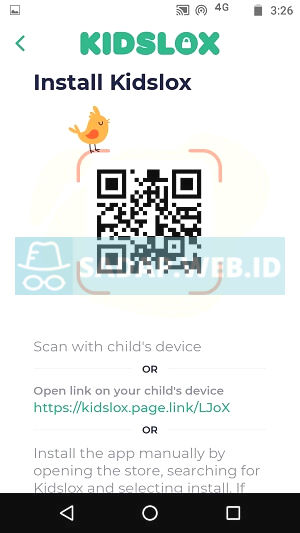 4G 3:26
KIDSLOX
Install Kidslox
SADAP.WEB.ID
Scan with child's device
OR
Open link on your child's device
https://kidslox.page.link/LJoX
OR
Install the app manually by
opening the store, searching for
Kidslox and selecting install. If